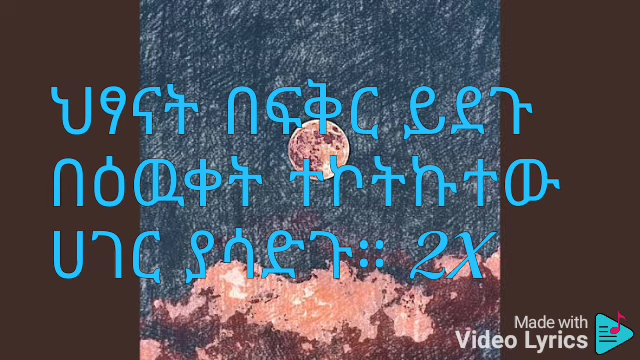 ህፃናት በፍቅር ይደጉ
በዕዉቀት ተኮትኩተው
ሀገር ያሳድጉ። 2X
Made with
Video Lyrics